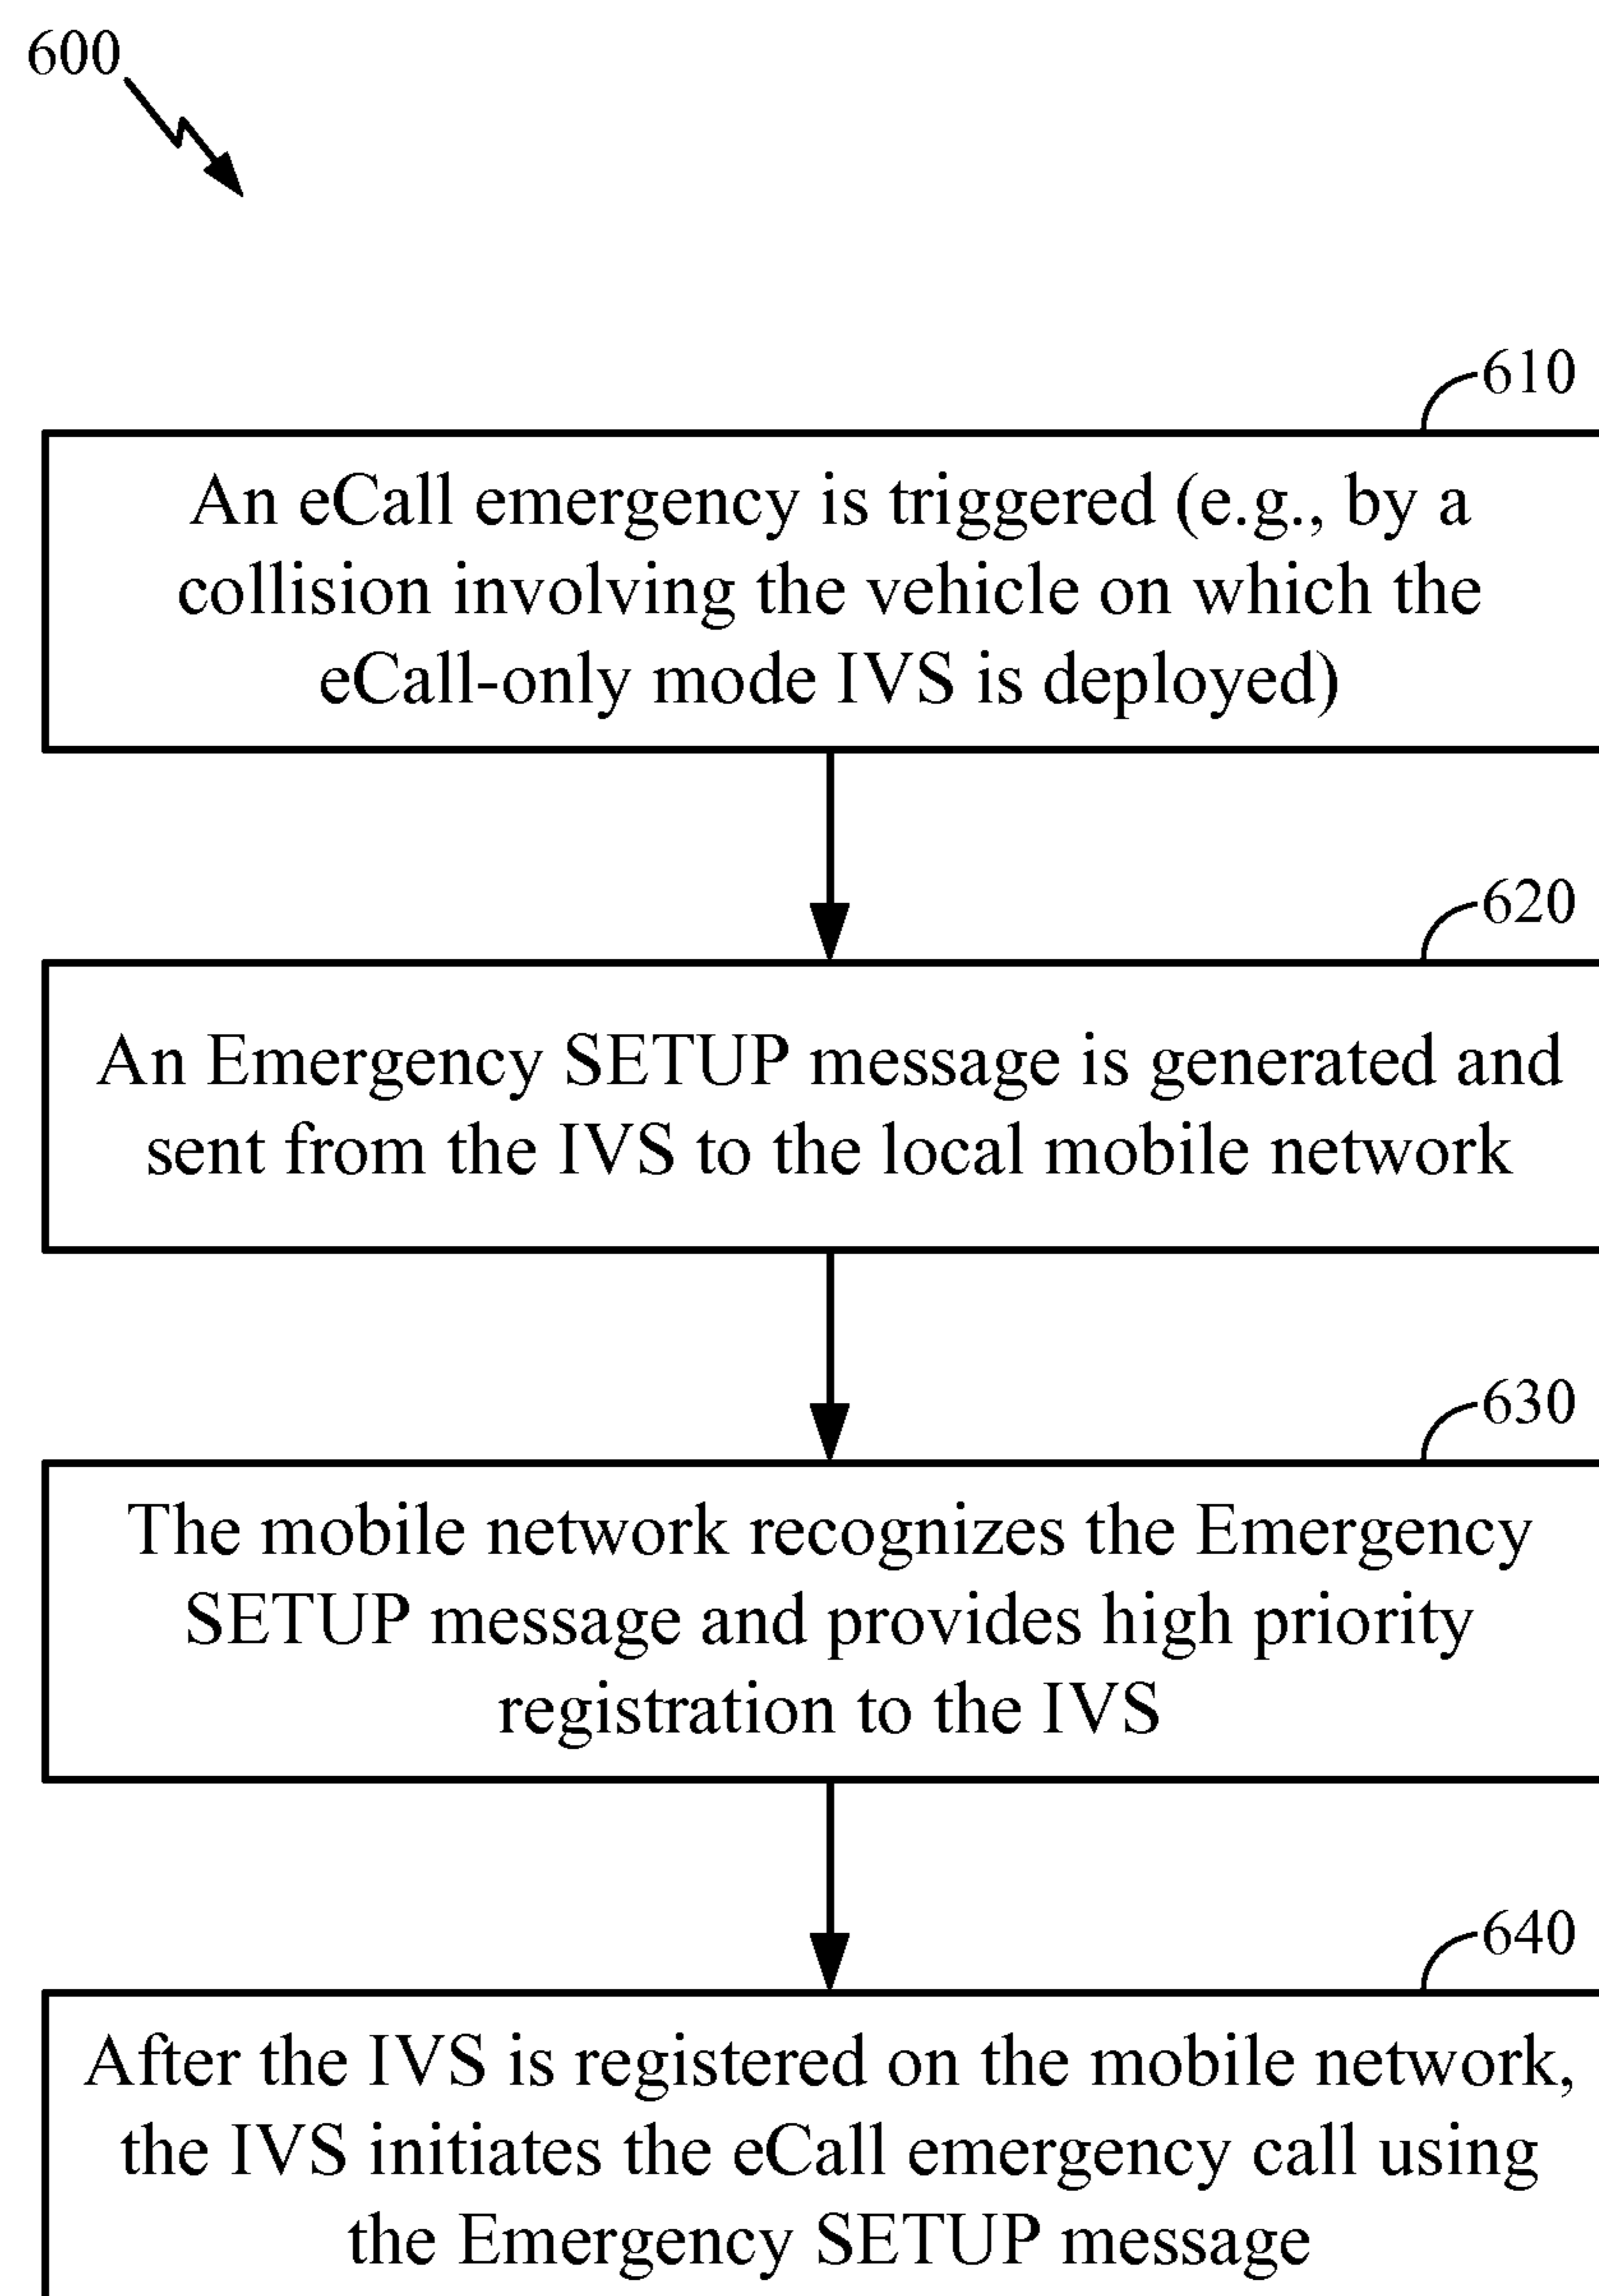 600
610
An eCall emergency is triggered (e.g., by a
collision involving the vehicle on which the
eCall-only mode IVS is deployed)
620
An Emergency SETUP message is generated and
sent from the IVS to the local mobile network
630
The mobile network recognizes the Emergency
SETUP message and provides high priority
registration to the IVS
640
After the IVS is registered on the mobile network,
the IVS initiates the eCall emergency call using
the Emergency SETUP message